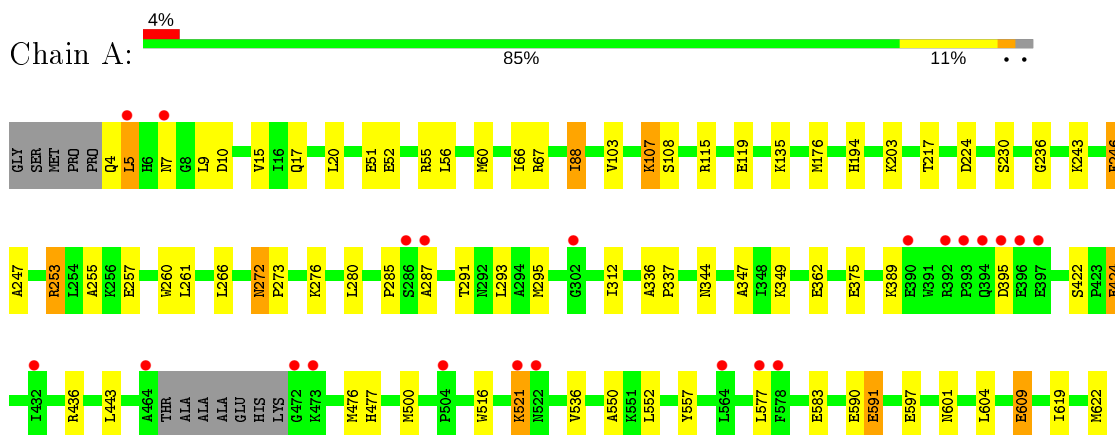 4%
Chain A:
85% 11% • •
GLY SER MET PRO PRO Q4 L5 H6 N7 G8 L9 D10 V15 I16 Q17 L20 E51 E52 R55 L56 M60 I66 R67 I88 V103 K107 S108 R115 E119 K135 M176 H194 K203 T217 D224 S230 G236 K243
A247 R253 L254 A255 K256 E257 W260 L261 L266 N272 P273 K276 L280 P285 S286 A287 T291 N292 L293 A294 M295 G302 I312 A336 P337 N344 A347 I348 K349 E362 E375 K389 E390 W391 R392 P393 Q394 D395 E396 E397 S422 P423
I432 R436 L443 A464 THR ALA ALA ALA GLU HIS LYS G472 K473 M476 H477 M500 P504 W516 K521 N522 V536 A550 K551 L552 Y557 L564 L577 F578 E583 E590 E591 E597 N601 L604 E609 I619 M622